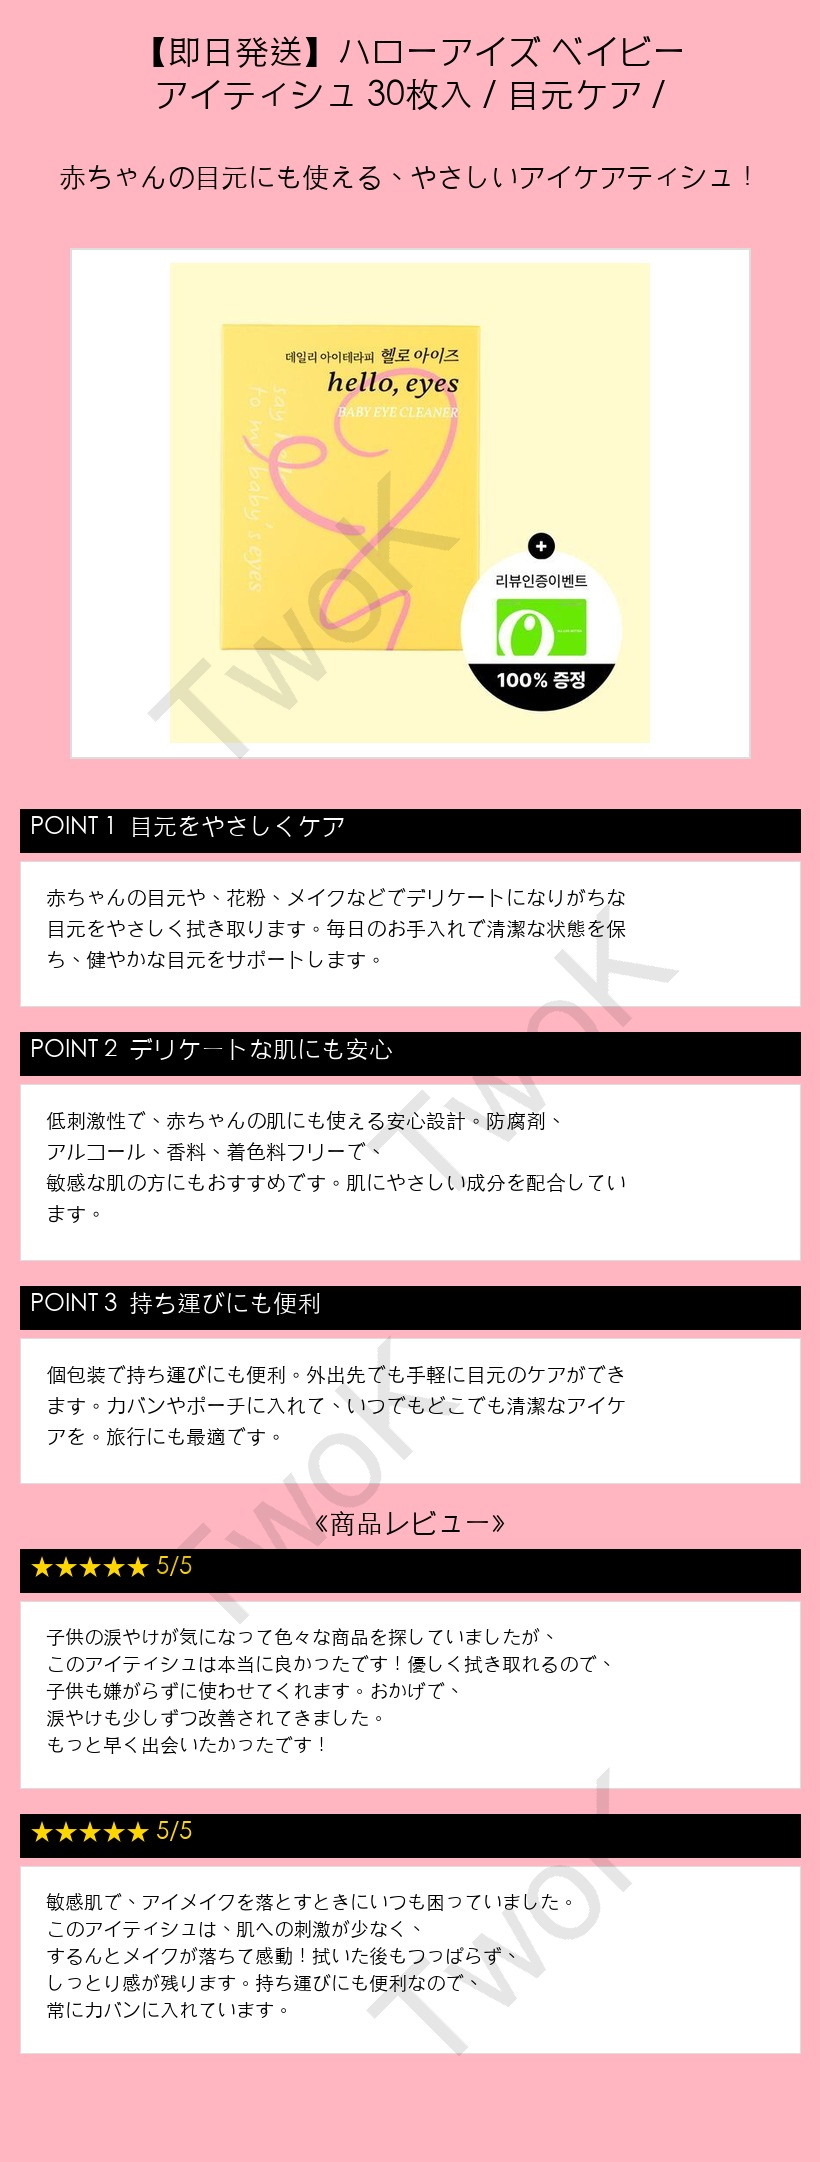 【即日発送】ハローアイズ ベイビー
アイティシュ 30枚入 / 目元ケア /
赤ちゃんの目元にも使える、やさしいアイケアティシュ！
데일리 아이테라피 헬로 아이즈
hello, eyes
BABY EYE CLEANER
say hello
to my baby's eyes
+
리뷰인증이벤트
100% 증정
TwoK
POINT 1 目元をやさしくケア
赤ちゃんの目元や、花粉、メイクなどでデリケートになりがちな
目元をやさしく拭き取ります。毎日のお手入れで清潔な状態を保
ち、健やかな目元をサポートします。
POINT 2 デリケートな肌にも安心
TwoK
低刺激性で、赤ちゃんの肌にも使える安心設計。防腐剤、
アルコール、香料、着色料フリーで、
敏感な肌の方にもおすすめです。肌にやさしい成分を配合してい
ます。
POINT 3 持ち運びにも便利
個包装で持ち運びにも便利。外出先でも手軽に目元のケアができ
ます。カバンやポーチに入れて、いつでもどこでも清潔なアイケ
アを。旅行にも最適です。
TwoK
《商品レビュー》
★★★★★ 5/5
子供の涙やけが気になって色々な商品を探していましたが、
このアイティシュは本当に良かったです！優しく拭き取れるので、
子供も嫌がらずに使わせてくれます。おかげで、
涙やけも少しずつ改善されてきました。
もっと早く出会いたかったです！
★★★★★ 5/5
敏感肌で、アイメイクを落とすときにいつも困っていました。
このアイティシュは、肌への刺激が少なく、
するんとメイクが落ちて感動！拭いた後もつっぱらず、
しっとり感が残ります。持ち運びにも便利なので、
常にカバンに入れています。
TwoK